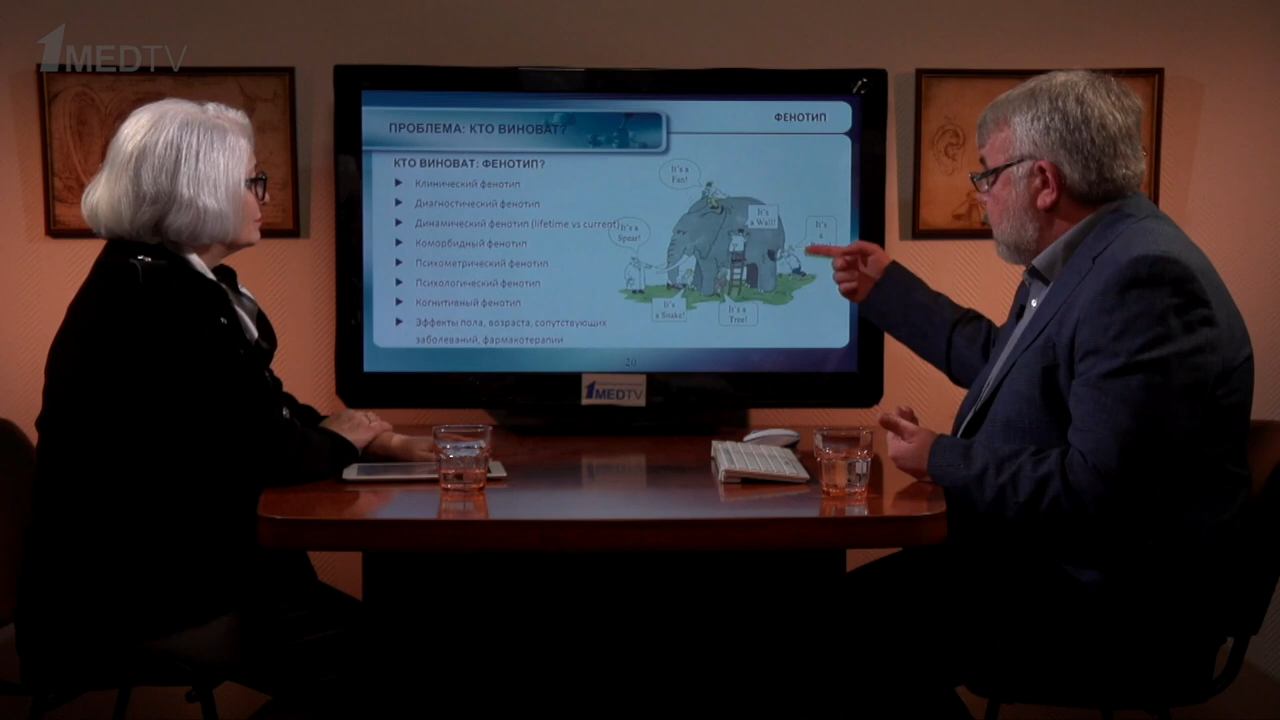 1MEDTV
ПРОБЛЕМА: КТО ВИНОВАТ?
ФЕНОТИП
КТО ВИНОВАТ: ФЕНОТИП?
Клинический фенотип
Диагностический фенотип
Динамический фенотип (lifetime vs current)
Коморбидный фенотип
Психометрический фенотип
Психологический фенотип
Когнитивный фенотип
Эффекты пола, возраста, сопутствующих
заболеваний, фармакотерапии
It's a
Fan!
It's
a Wall!
It's a
Spear!
It's
a
It's
a Snake!
It's a
Tree!
20
1MEDTV